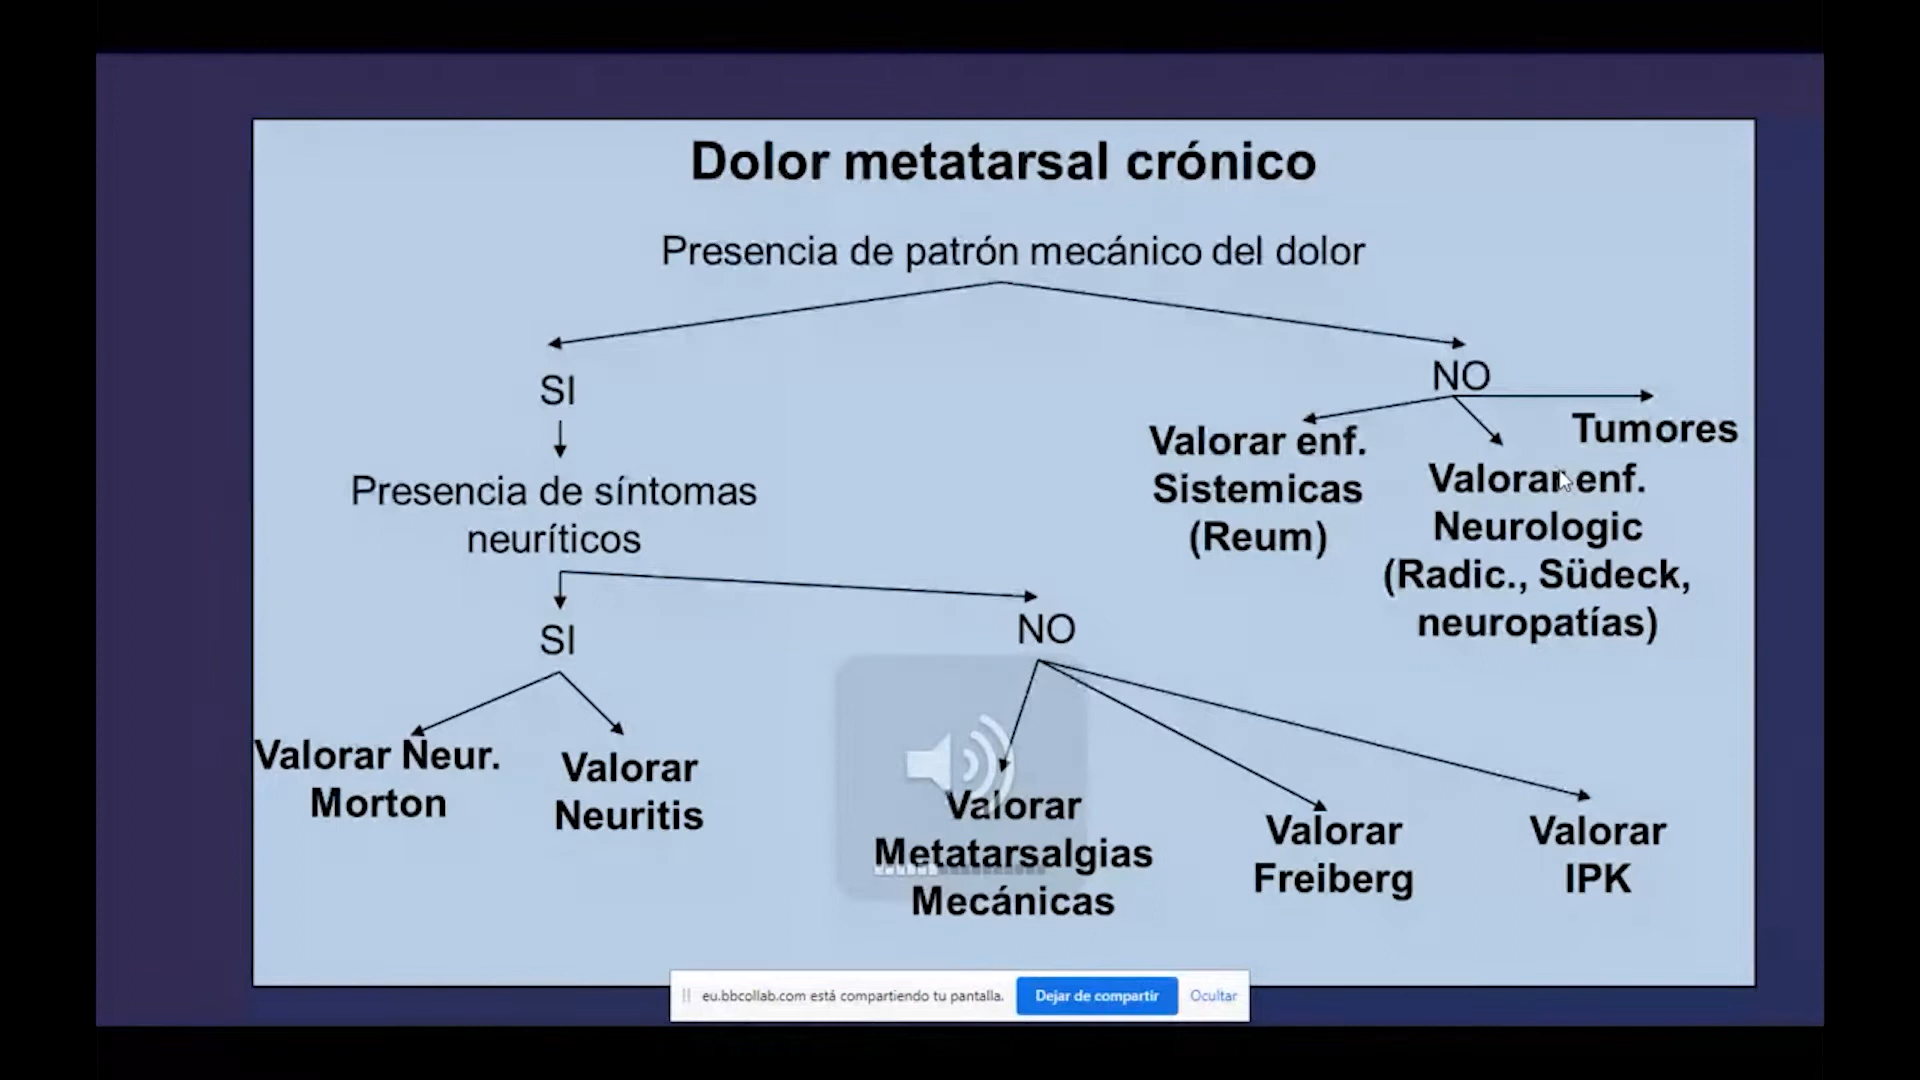 Dolor metatarsal crónico
Presencia de patrón mecánico del dolor
SI
NO
Presencia de síntomas
neuríticos
Valorar enf.
Sistemicas
(Reum)
Tumores
Valorar enf.
Neurologic
(Radic., Südeck,
neuropatías)
SI
NO
Valorar Neur.
Morton
Valorar
Neuritis
Valorar
Metatarsalgias
Mecánicas
Valorar
Freiberg
Valorar
IPK
eu.bbcollab.com está compartiendo tu pantalla.
Dejar de compartir
Ocultar